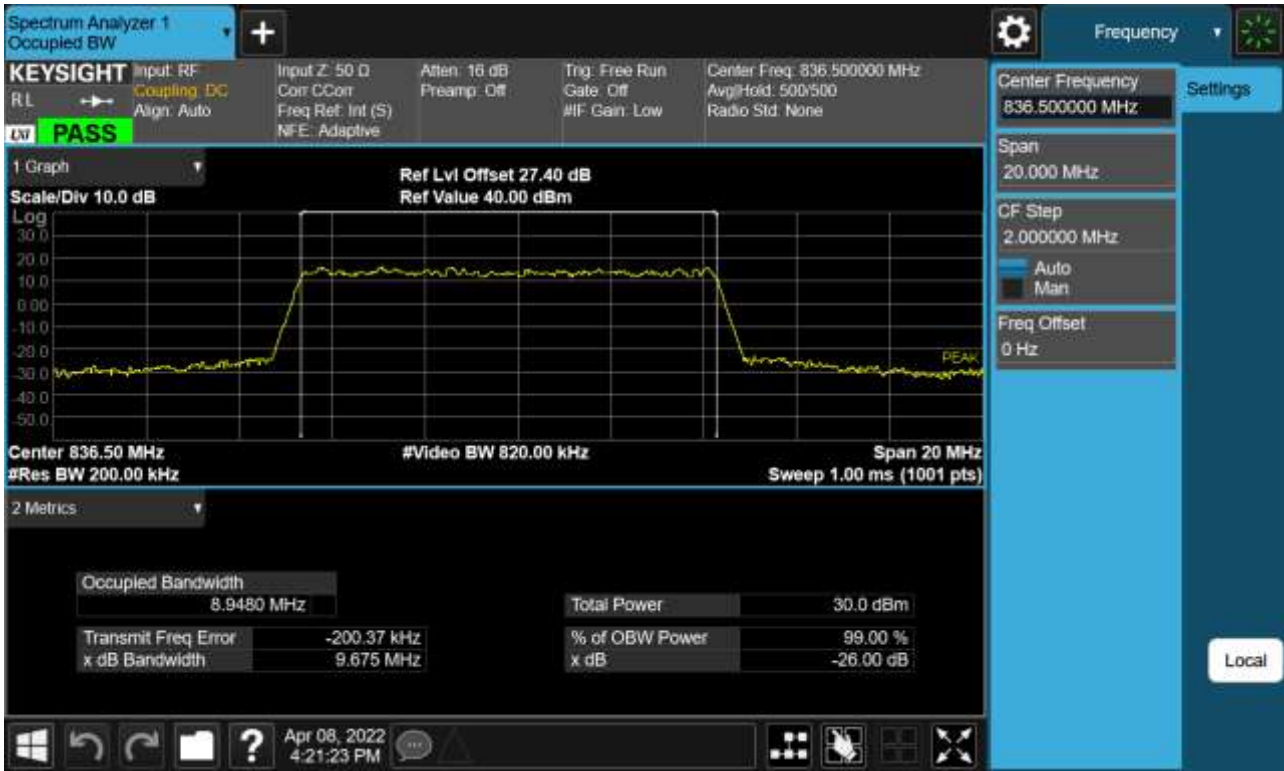 Spectrum Analyzer 1
Occupied BW
+
Frequency
KEYSIGHT
RL
LXI
PASS
Input: RF
Coupling: DC
Align: Auto
Input Z: 50 Ω
Corr CCorr
Freq Ref: Int (S)
NFE: Adaptive
Atten: 16 dB
Preamp: Off
Trig: Free Run
Gate: Off
#IF Gain: Low
Center Freq: 836.500000 MHz
Avg|Hold: 500/500
Radio Std: None
1 Graph
Scale/Div 10.0 dB
Ref Lvl Offset 27.40 dB
Ref Value 40.00 dBm
Log
30.0
20.0
10.0
0.00
-10.0
-20.0
-30.0
-40.0
-50.0
PEAK
Center 836.50 MHz
#Res BW 200.00 kHz
#Video BW 820.00 kHz
Span 20 MHz
Sweep 1.00 ms (1001 pts)
2 Metrics
Occupied Bandwidth
8.9480 MHz
Transmit Freq Error -200.37 kHz
x dB Bandwidth 9.675 MHz
Total Power 30.0 dBm
% of OBW Power 99.00 %
x dB -26.00 dB
Center Frequency
836.500000 MHz
Span
20.000 MHz
CF Step
2.000000 MHz
Auto
Man
Freq Offset
0 Hz
Settings
Local
?
Apr 08, 2022
4:21:23 PM